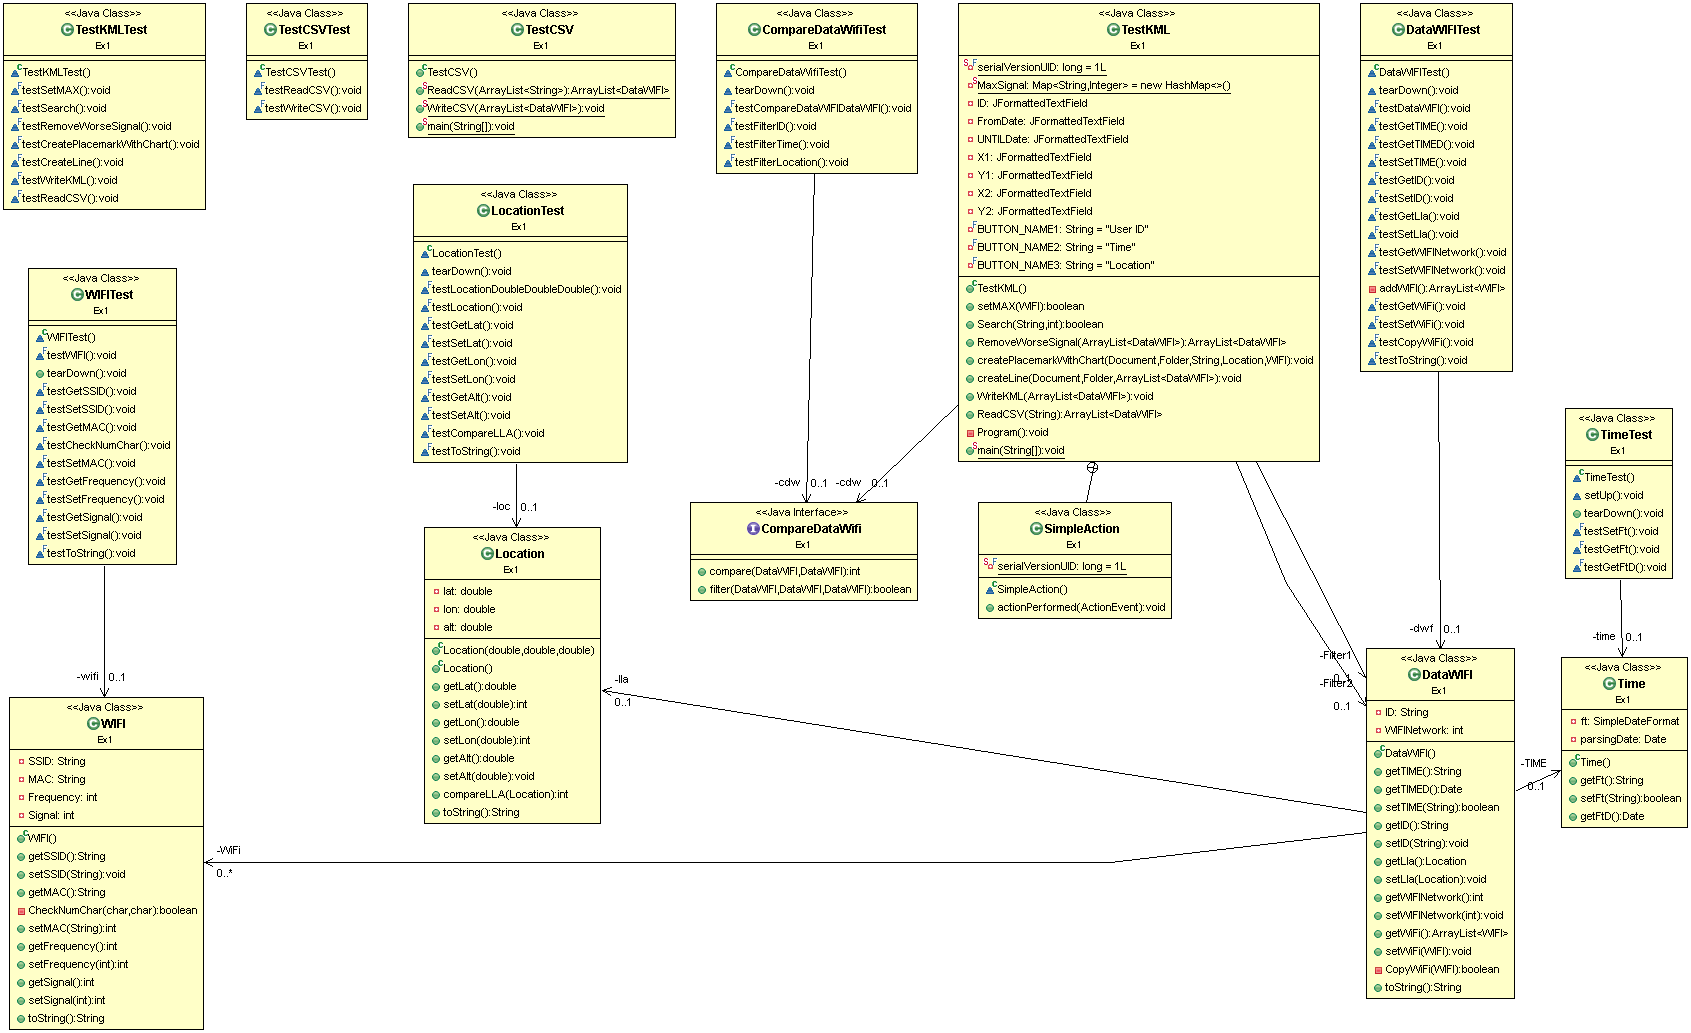 <<Java Class>>
TestKMLTest
Ex1
TestKMLTest()
testSetMAX():void
testSearch():void
testRemoveWorseSignal():void
testCreatePlacemarkWithChart():void
testCreateLine():void
testWriteKML():void
testReadCSV():void
<<Java Class>>
TestCSVTest
Ex1
TestCSVTest()
testReadCSV():void
testWriteCSV():void
<<Java Class>>
TestCSV
Ex1
TestCSV()
ReadCSV(ArrayList<String>):ArrayList<DataWIFI>
WriteCSV(ArrayList<DataWIFI>):void
main(String[]):void
<<Java Class>>
CompareDataWifiTest
Ex1
CompareDataWifiTest()
tearDown():void
testCompareDataWIFIDataWIFI():void
testFilterID():void
testFilterTime():void
testFilterLocation():void
<<Java Class>>
TestKML
Ex1
serialVersionUID: long = 1L
MaxSignal: Map<String,Integer> = new HashMap<>()
ID: JFormattedTextField
FromDate: JFormattedTextField
UNTILDate: JFormattedTextField
X1: JFormattedTextField
Y1: JFormattedTextField
X2: JFormattedTextField
Y2: JFormattedTextField
BUTTON_NAME1: String = "User ID"
BUTTON_NAME2: String = "Time"
BUTTON_NAME3: String = "Location"
TestKML()
setMAX(WIFI):boolean
Search(String,int):boolean
RemoveWorseSignal(ArrayList<DataWIFI>):ArrayList<DataWIFI>
createPlacemarkWithChart(Document,Folder,String,Location,WIFI):void
createLine(Document,Folder,ArrayList<DataWIFI>):void
WriteKML(ArrayList<DataWIFI>):void
ReadCSV(String):ArrayList<DataWIFI>
Program():void
main(String[]):void
<<Java Class>>
DataWIFITest
Ex1
DataWIFITest()
tearDown():void
testDataWIFI():void
testGetTIME():void
testGetTIMED():void
testSetTIME():void
testGetID():void
testSetID():void
testGetLla():void
testSetLla():void
testGetWIFINetwork():void
testSetWIFINetwork():void
addWIFI():ArrayList<WIFI>
testGetWiFi():void
testSetWiFi():void
testCopyWiFi():void
testToString():void
<<Java Class>>
LocationTest
Ex1
LocationTest()
tearDown():void
testLocationDoubleDoubleDouble():void
testLocation():void
testGetLat():void
testSetLat():void
testGetLon():void
testSetLon():void
testGetAlt():void
testSetAlt():void
testCompareLLA():void
testToString():void
<<Java Class>>
WIFITest
Ex1
WIFITest()
testWIFI():void
tearDown():void
testGetSSID():void
testSetSSID():void
testGetMAC():void
testCheckNumChar():void
testSetMAC():void
testGetFrequency():void
testSetFrequency():void
testGetSignal():void
testSetSignal():void
testToString():void
<<Java Class>>
TimeTest
Ex1
TimeTest()
setUp():void
tearDown():void
testSetFt():void
testGetFt():void
testGetFtD():void
-cdw 0..1
-cdw 0..1
-loc 0..1
<<Java Interface>>
CompareDataWifi
Ex1
compare(DataWIFI,DataWIFI):int
filter(DataWIFI,DataWIFI,DataWIFI):boolean
<<Java Class>>
SimpleAction
Ex1
serialVersionUID: long = 1L
SimpleAction()
actionPerformed(ActionEvent):void
<<Java Class>>
Location
Ex1
lat: double
lon: double
alt: double
Location(double,double,double)
Location()
getLat():double
setLat(double):int
getLon():double
setLon(double):int
getAlt():double
setAlt(double):void
compareLLA(Location):int
toString():String
-wifi 0..1
-lla
0..1
-Filter1
0..1
-Filter2
0..1
-dwf 0..1
-time 0..1
<<Java Class>>
WIFI
Ex1
SSID: String
MAC: String
Frequency: int
Signal: int
WIFI()
getSSID():String
setSSID(String):void
getMAC():String
CheckNumChar(char,char):boolean
setMAC(String):int
getFrequency():int
setFrequency(int):int
getSignal():int
setSignal(int):int
toString():String
-WiFi
0..*
<<Java Class>>
DataWIFI
Ex1
ID: String
WIFINetwork: int
DataWIFI()
getTIME():String
getTIMED():Date
setTIME(String):boolean
getID():String
setID(String):void
getLla():Location
setLla(Location):void
getWIFINetwork():int
setWIFINetwork(int):void
getWiFi():ArrayList<WIFI>
setWiFi(WIFI):void
CopyWiFi(WIFI):boolean
toString():String
-TIME
0..1
<<Java Class>>
Time
Ex1
ft: SimpleDateFormat
parsingDate: Date
Time()
getFt():String
setFt(String):boolean
getFtD():Date